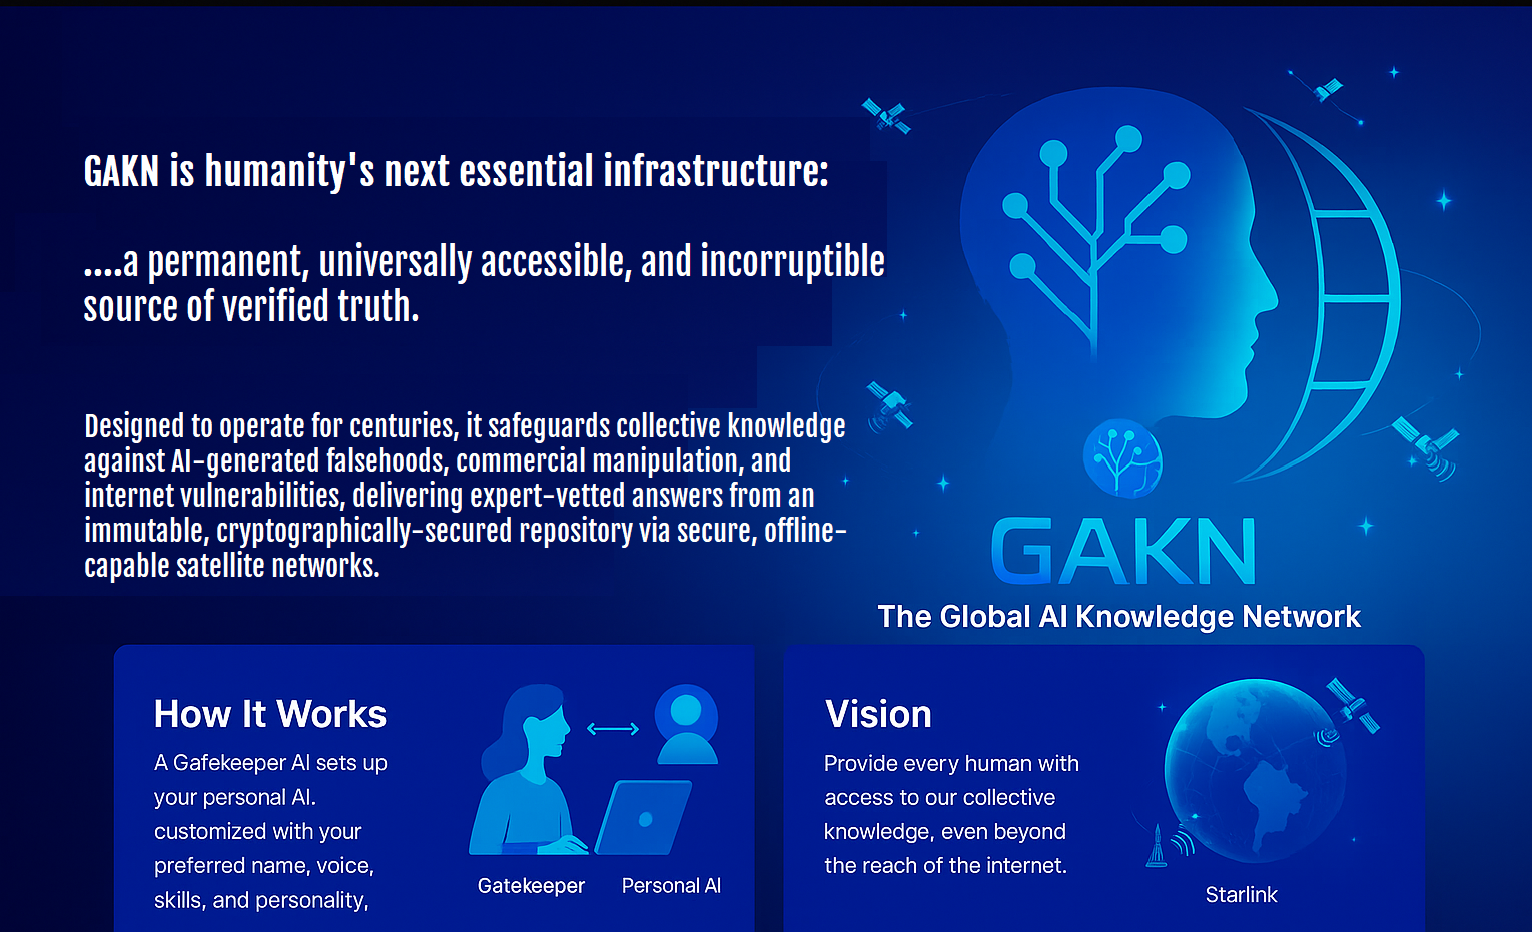 GAKN is humanity's next essential infrastructure:
....a permanent, universally accessible, and incorruptible
source of verified truth.
Designed to operate for centuries, it safeguards collective knowledge
against AI-generated falsehoods, commercial manipulation, and
internet vulnerabilities, delivering expert-vetted answers from an
immutable, cryptographically-secured repository via secure, offline-
capable satellite networks.
GAKN
The Global AI Knowledge Network
How It Works
A Gafekeeper AI sets up
your personal AI.
customized with your
preferred name, voice,
skills, and personality,
Gatekeeper
Personal AI
Vision
Provide every human with
access to our collective
knowledge, even beyond
the reach of the internet.
Starlink